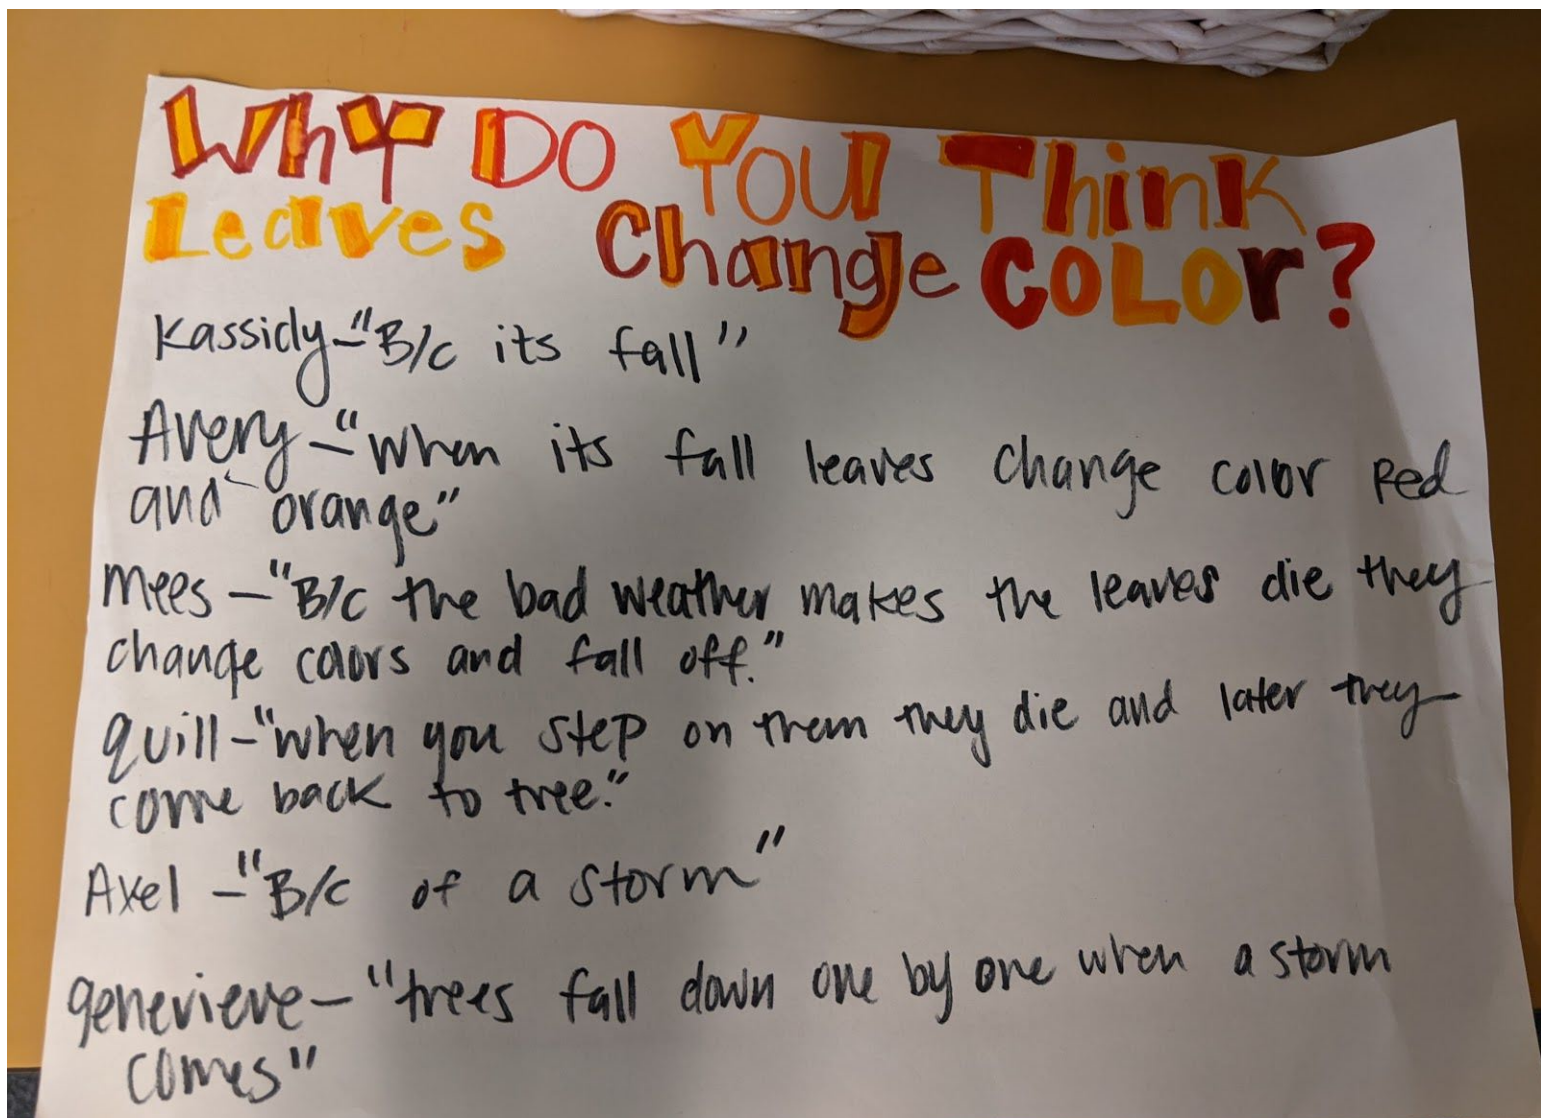 WhY DO YOU Think
Leaves Change COLOr?
Kassidy-"B/c its fall"
Avery-"when its fall leaves change color Red
and orange"
mees-"B/c the bad weather makes the leaves die they
change colors and fall off."
quill-"when you step on them they die and later they
come back to tree."
Axel-"B/c of a storm"
genevieve-"trees fall down one by one when a storm
comes"